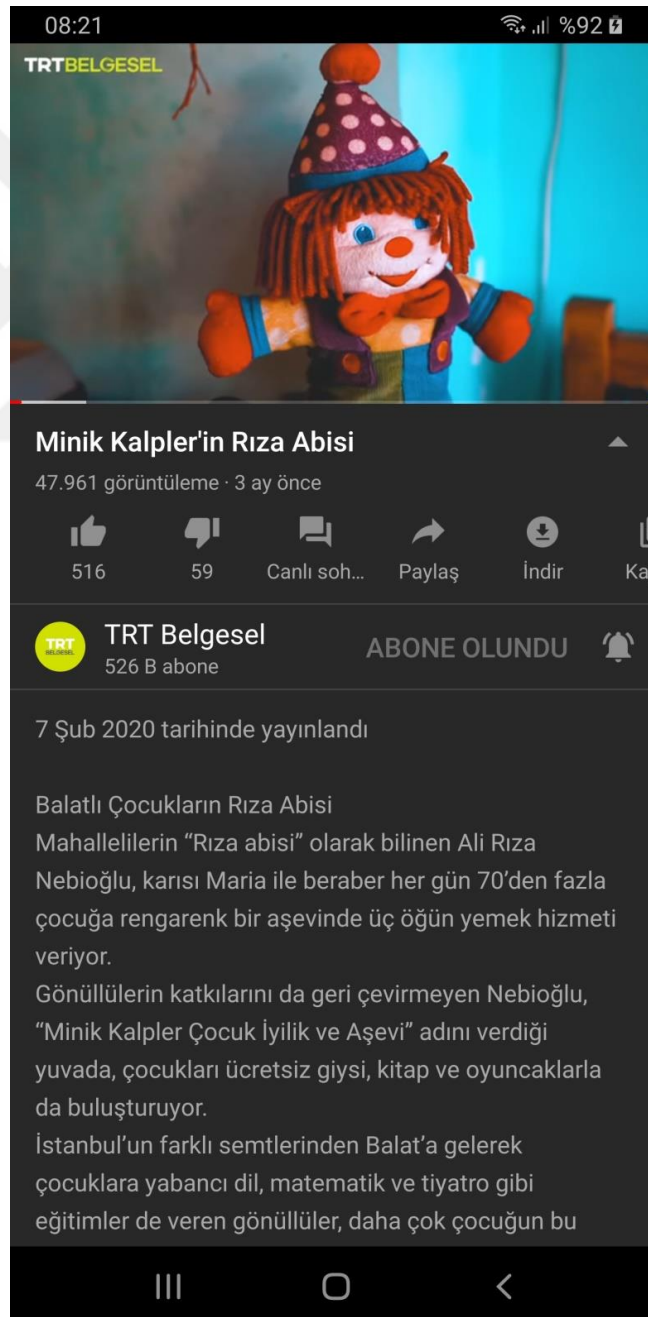 08:21 %92
TRTBELGESEL
Minik Kalpler'in Rıza Abisi
47.961 görüntüleme · 3 ay önce
516 59 Canlı soh... Paylaş İndir Ka
TRT BELGESEL
TRT Belgesel
526 B abone
ABONE OLUNDU
7 Şub 2020 tarihinde yayınlandı
Balatlı Çocukların Rıza Abisi
Mahallelilerin “Rıza abisi” olarak bilinen Ali Rıza
Nebioğlu, karısı Maria ile beraber her gün 70’den fazla
çocuğa rengarenk bir aşevinde üç öğün yemek hizmeti
veriyor.
Gönüllülerin katkılarını da geri çevirmeyen Nebioğlu,
“Minik Kalpler Çocuk İyilik ve Aşevi” adını verdiği
yuvada, çocukları ücretsiz giysi, kitap ve oyuncaklarla
da buluşturuyor.
İstanbul’un farklı semtlerinden Balat’a gelerek
çocuklara yabancı dil, matematik ve tiyatro gibi
eğitimler de veren gönüllüler, daha çok çocuğun bu